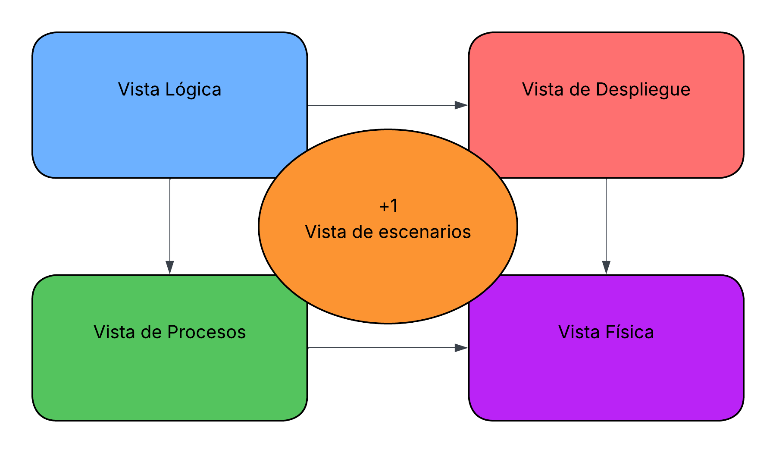 Vista Lógica
Vista de Despliegue
+1
Vista de escenarios
Vista de Procesos
Vista Física